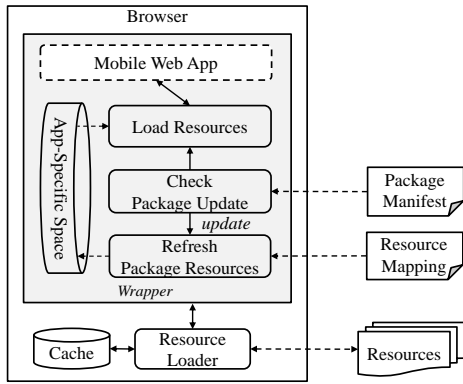 Browser
Mobile Web App
App-Specific Space
Load Resources
Check
Package Update
update
Refresh
Package Resources
Wrapper
Package
Manifest
Resource
Mapping
Cache
Resource
Loader
Resources